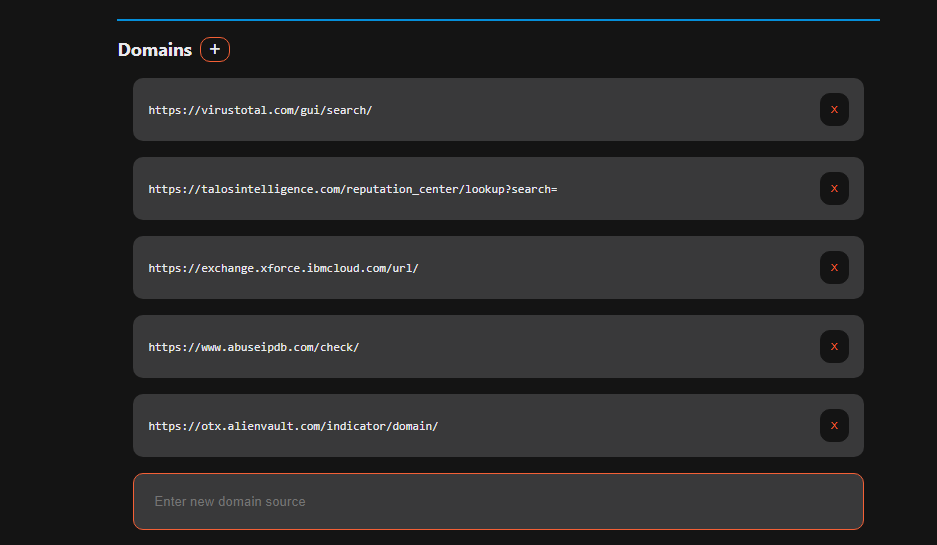 Domains +
https://virustotal.com/gui/search/ X
https://talosintelligence.com/reputation_center/lookup?search= X
https://exchange.xforce.ibmcloud.com/url/ X
https://www.abuseipdb.com/check/ X
https://otx.alienvault.com/indicator/domain/ X
Enter new domain source